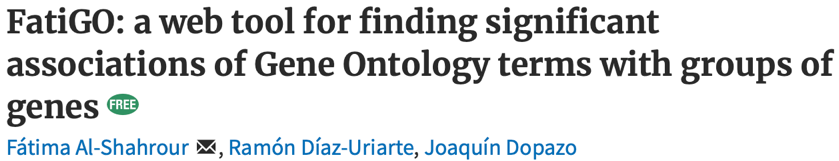 FatiGO: a web tool for finding significant
associations of Gene Ontology terms with groups of
genes FREE
Fátima Al-Shahrour , Ramón Díaz-Uriarte, Joaquín Dopazo